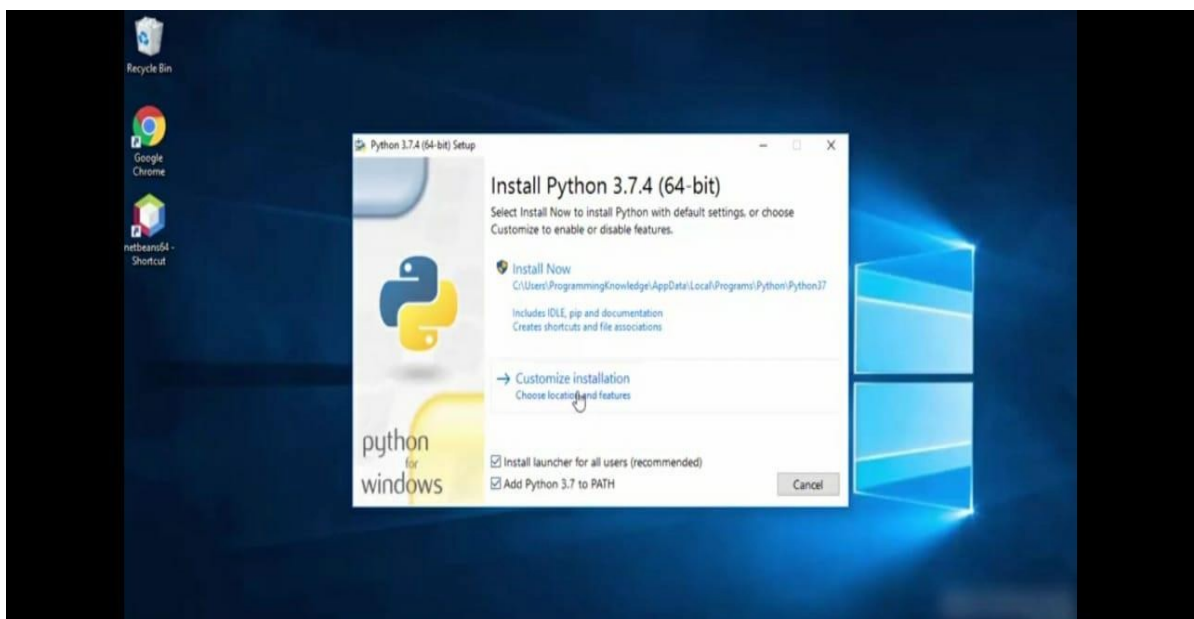 Recycle Bin
Google
Chrome
netbeans64 -
Shortcut
Python 3.7.4 (64-bit) Setup
Install Python 3.7.4 (64-bit)
Select Install Now to install Python with default settings, or choose
Customize to enable or disable features.
Install Now
C:\Users\ProgrammingKnowledge\AppData\Local\Programs\Python\Python37
Includes IDLE, pip and documentation
Creates shortcuts and file associations
Customize installation
Choose location and features
python
for
windows
Install launcher for all users (recommended)
Add Python 3.7 to PATH
Cancel